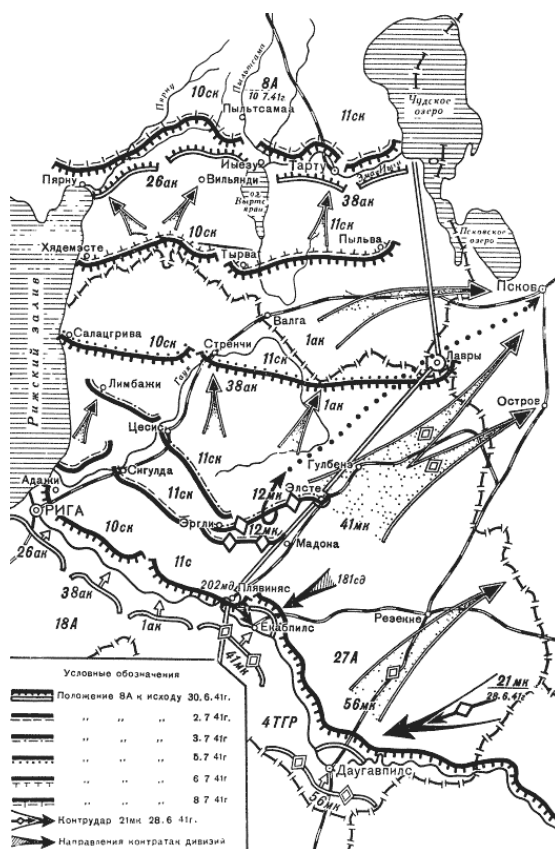 Пярну
Пыльтсама
10ск
8А
10 7.41г
Пыльтсамаа
11ск
Чудское
озеро
Иыезу
Тарту
Пярну
26ак
Вильянди
38ак
11ск
Псковское
озеро
Хядемэсте
10ск
Тырва
Пыльва
Псков
Рижский залив
Валга
1ак
Салацгрива
10ск
Стренчи
11ск
Лавры
Гауя
38ак
Лимбажи
1ак
Остров
Цесис
Гулбенэ
Сигулда
11ск
12мк
Элсте
Адажи
11ск
41мк
РИГА
Эргли
12мк
10ск
Мадона
26ак
11с
202мд
Плявиняс
181сд
38ак
Екабпилс
Резекне
18А
1ак
41мк
27А
56мк
21мк
28.6.41г
4ТГР
Даугавпилс
56мк
Условные обозначения
Положение 8А к исходу 30.6.41г.
,, ,, ,, 2.7 41г.
,, ,, ,, 3.7 41г
,, ,, ,, 5.7 41г
,, ,, ,, 6 7 41г
,, ,, ,, 8 7 41г
Контрудар 21мк 28.6 41г.
Направления контратак дивизий